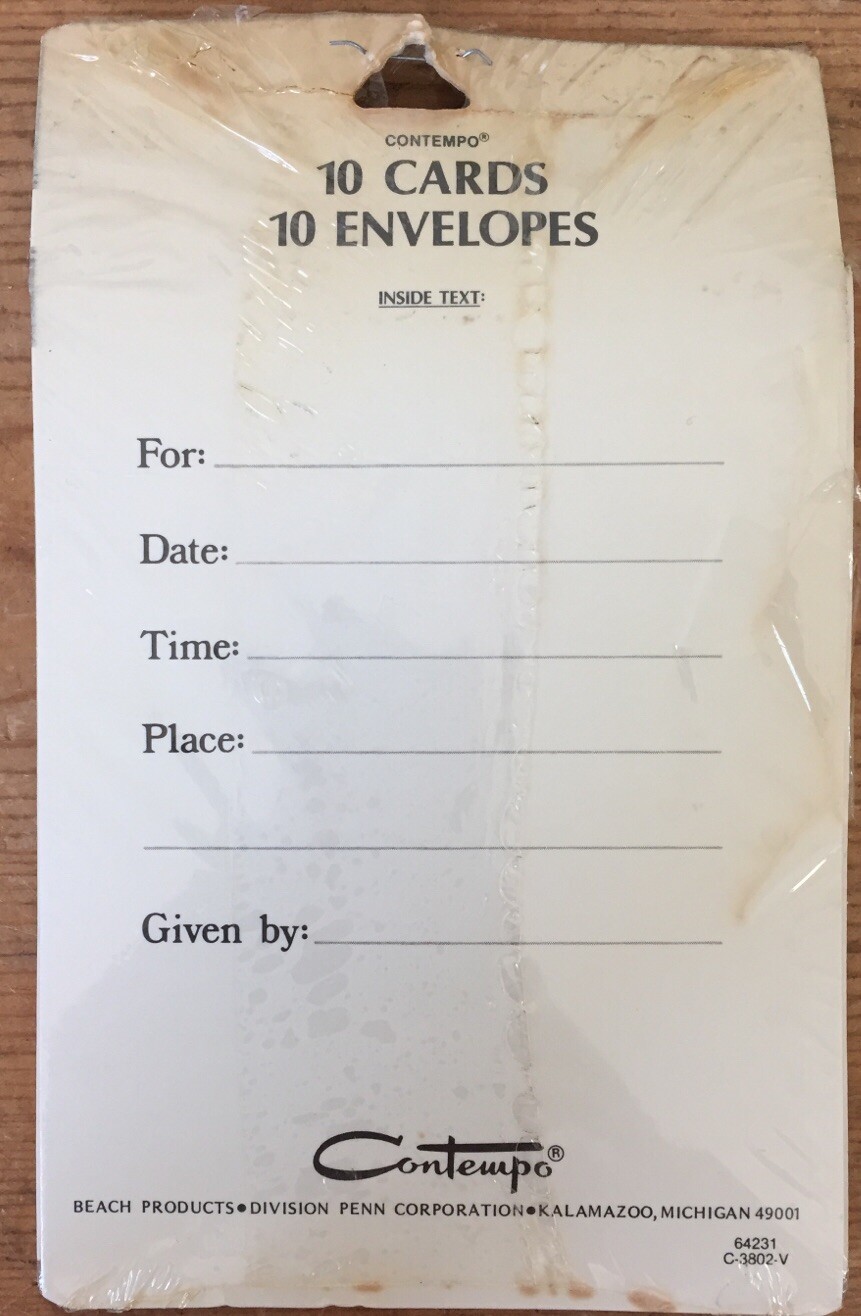 CONTEMPO®
10 CARDS
10 ENVELOPES
INSIDE TEXT:
For:
Date:
Time:
Place:
Given by:
Contempo®
BEACH PRODUCTS•DIVISION PENN CORPORATION•KALAMAZOO, MICHIGAN 49001
64231
C-3802-V